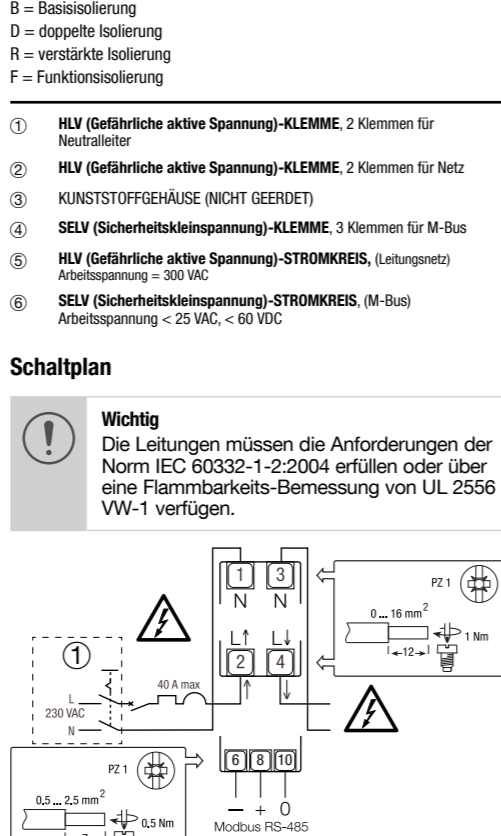 B = Basisisolierung
D = doppelte Isolierung
R = verstärkte Isolierung
F = Funktionsisolierung
① HLV (Gefährliche aktive Spannung)-KLEMME, 2 Klemmen für
Neutralleiter
② HLV (Gefährliche aktive Spannung)-KLEMME, 2 Klemmen für Netz
③ KUNSTSTOFFGEHÄUSE (NICHT GEERDET)
④ SELV (Sicherheitskleinspannung)-KLEMME, 3 Klemmen für M-Bus
⑤ HLV (Gefährliche aktive Spannung)-STROMKREIS, (Leitungsnetz)
Arbeitsspannung = 300 VAC
⑥ SELV (Sicherheitskleinspannung)-STROMKREIS, (M-Bus)
Arbeitsspannung < 25 VAC, < 60 VDC
Schaltplan
Wichtig
Die Leitungen müssen die Anforderungen der
Norm IEC 60332-1-2:2004 erfüllen oder über
eine Flammbarkeits-Bemessung von UL 2556
VW-1 verfügen.
1 3
N N
PZ 1
0 ... 16 mm²
1 Nm
12
L↑ L↓
2 4
①
40 A max
L
230 VAC
N
6 8 10
− + 0
Modbus RS-485
PZ 1
0,5 ... 2,5 mm²
0,5 Nm